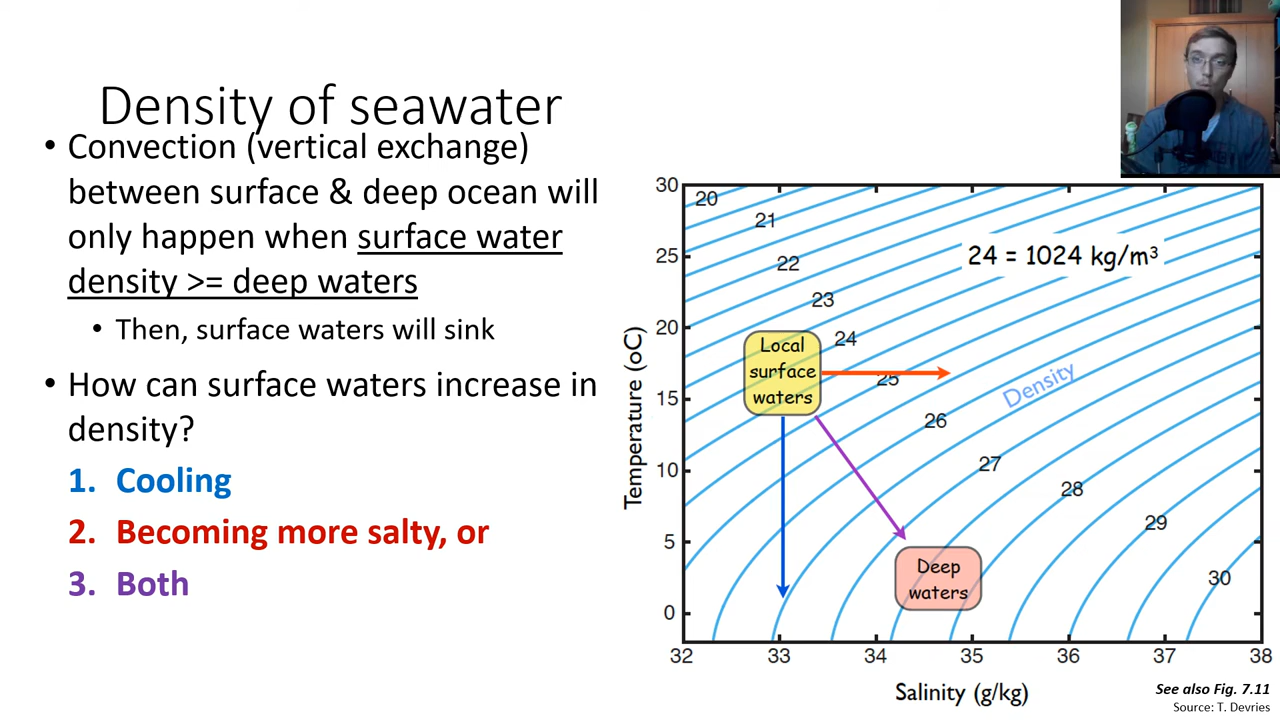 Density of seawater
• Convection (vertical exchange)
between surface & deep ocean will
only happen when surface water
density >= deep waters
• Then, surface waters will sink
• How can surface waters increase in
density?
1. Cooling
2. Becoming more salty, or
3. Both
30
25
20
15
10
5
0
Temperature (oC)
20
21
22
23
24
25
26
27
28
29
30
24 = 1024 kg/m³
Density
Local
surface
waters
Deep
waters
32 33 34 35 36 37 38
Salinity (g/kg)
See also Fig. 7.11
Source: T. Devries